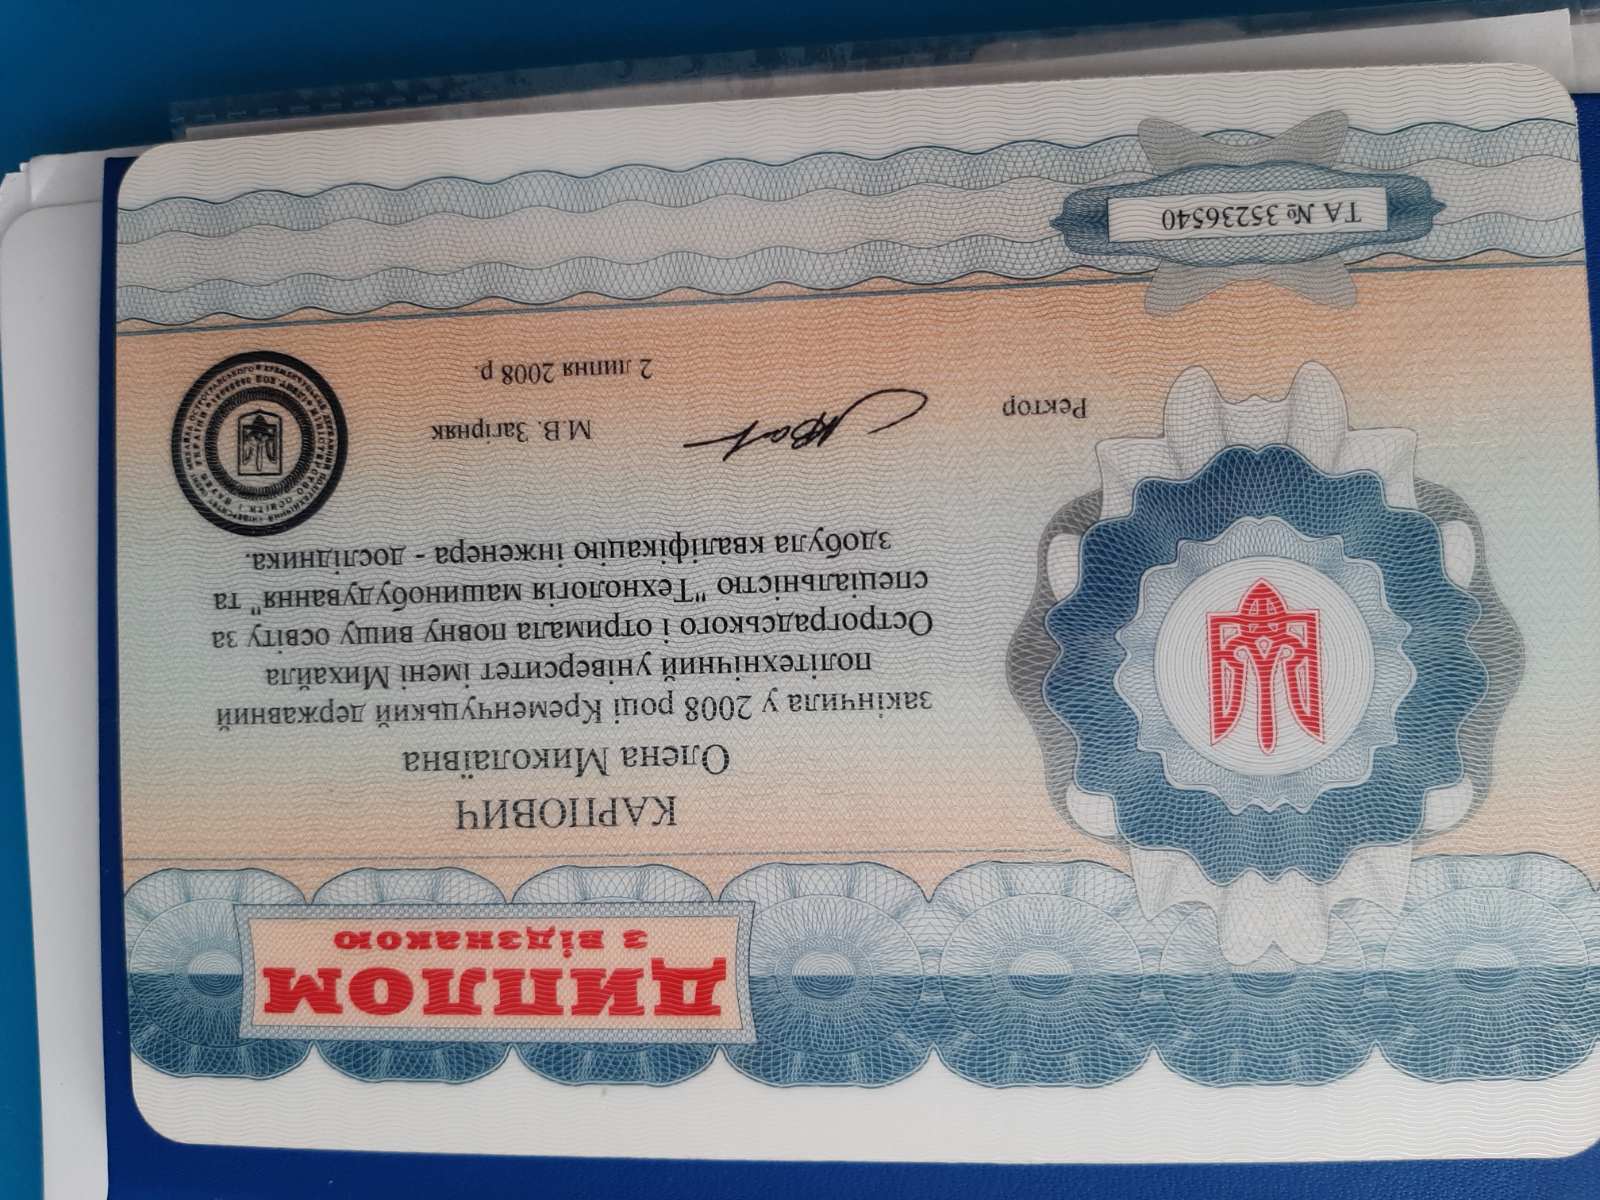 ДИПЛОМ
з відзнакою
КАРПОВИЧ
Олена Миколаївна
закінчила у 2008 році Кременчуцький державний
політехнічний університет імені Михайла
Остроградського і отримала повну вищу освіту за
спеціальністю "Технологія машинобудування" та
здобула кваліфікацію інженера - дослідника.
Ректор
М.В. Загірняк
2 липня 2008 р.
ТА № 35236540